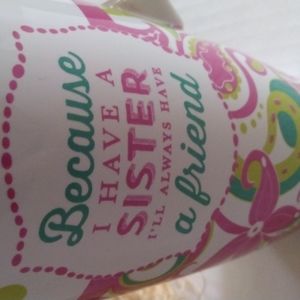 Because
I HAVE A
SISTER
I'LL ALWAYS HAVE
a friend